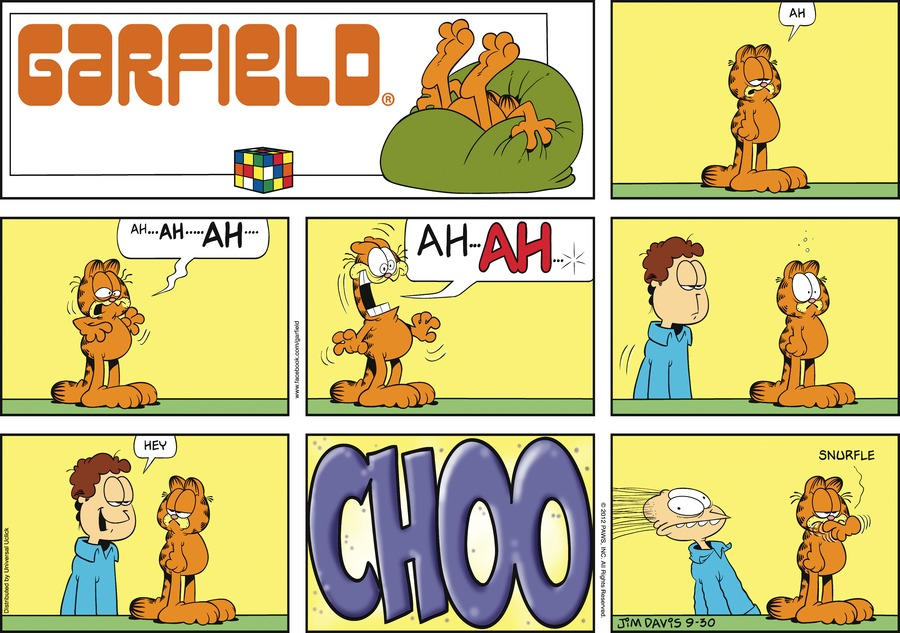 GARFIELD®
AH
AH...AH.....AH....
AH...AH...
www.facebook.com/garfield
HEY
CHOO
SNURFLE
Distributed by Universal Uclick
© 2012 PAWS, INC. All Rights Reserved.
JIM DAVIS 9-30